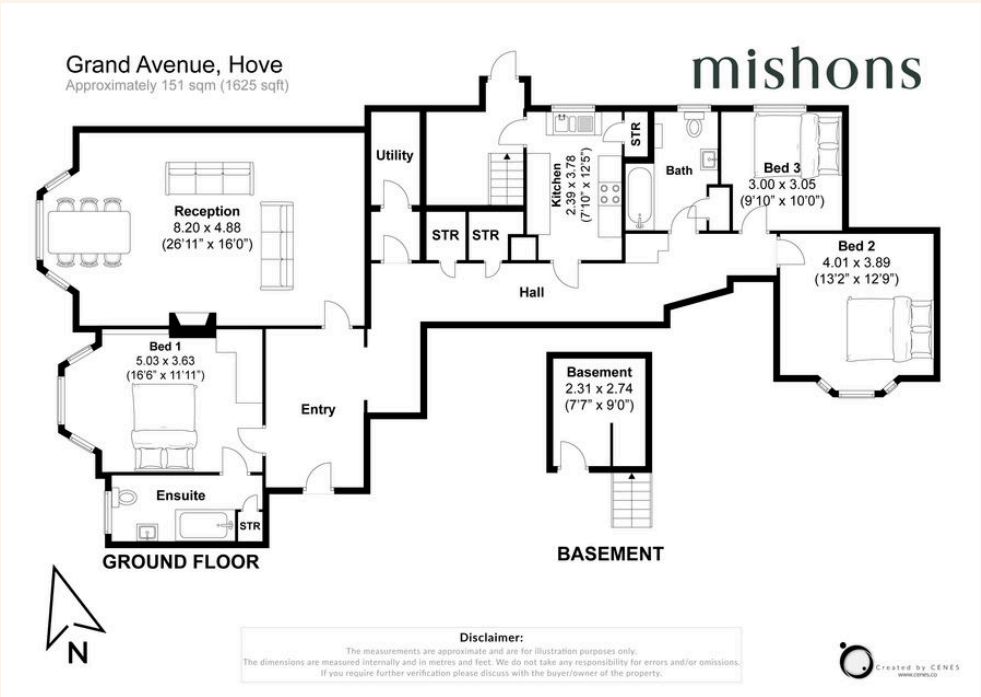 Grand Avenue, Hove
Approximately 151 sqm (1625 sqft)
mishons
Utility
STR
Kitchen
2.39 x 3.78
(7'10" x 12'5")
Bath
Bed 3
3.00 x 3.05
(9'10" x 10'0")
Reception
8.20 x 4.88
(26'11" x 16'0")
STR
STR
Bed 2
4.01 x 3.89
(13'2" x 12'9")
Hall
Bed 1
5.03 x 3.63
(16'6" x 11'11")
Entry
Basement
2.31 x 2.74
(7'7" x 9'0")
Ensuite
STR
GROUND FLOOR
BASEMENT
N
Disclaimer:
The measurements are approximate and are for illustration purposes only.
The dimensions are measured internally and in metres and feet. We do not take any responsibility for errors and/or omissions.
If you require further verification please discuss with the buyer/owner of the property.
Created by CENES
www.cenes.co